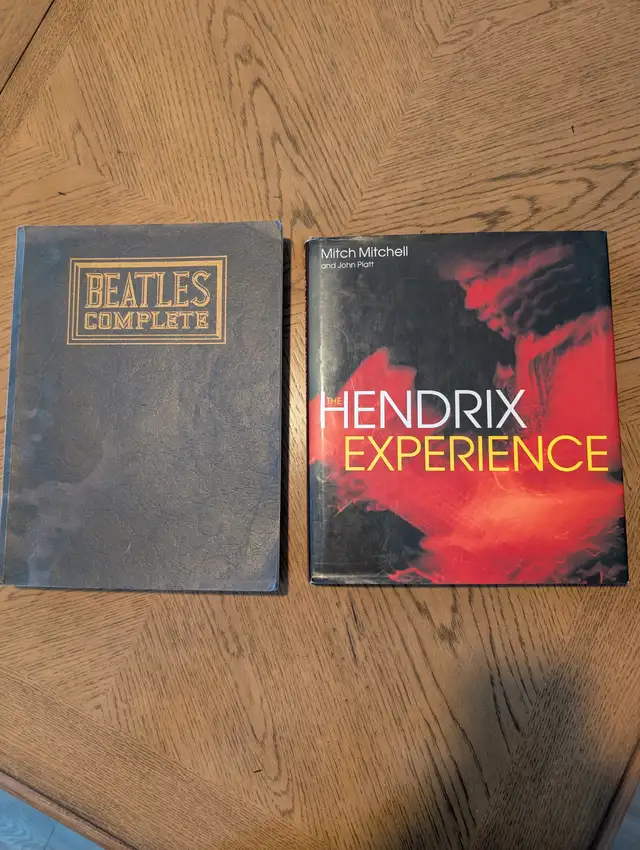 BEATLES
COMPLETE
Mitch Mitchell
and John Platt
THE
HENDRIX
EXPERIENCE